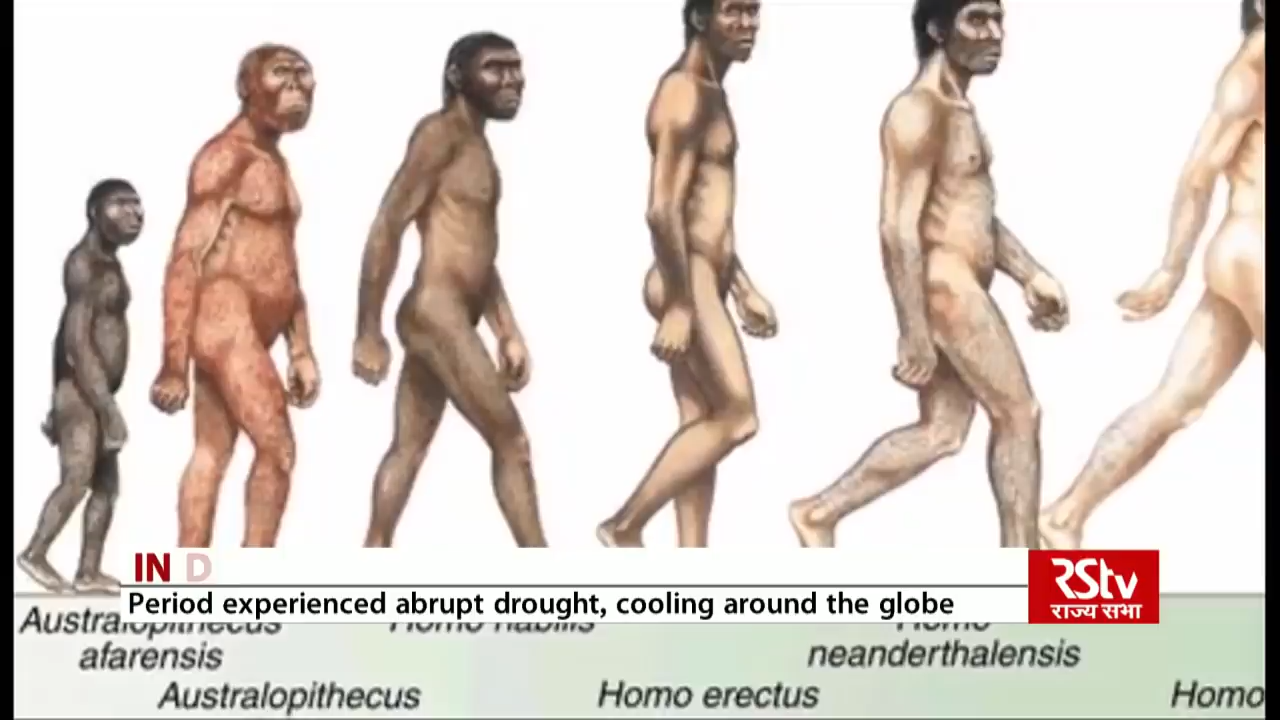 IN D
Period experienced abrupt drought, cooling around the globe
RSTV
राज्य सभा
Australopithecus
afarensis
Australopithecus
Homo habilis
Homo erectus
Homo
neanderthalensis
Homo